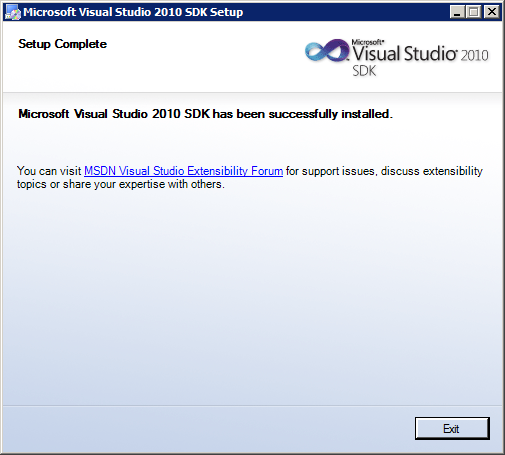 Microsoft Visual Studio 2010 SDK Setup
Setup Complete
Microsoft®
Visual Studio® 2010
SDK
Microsoft Visual Studio 2010 SDK has been successfully installed.
You can visit MSDN Visual Studio Extensibility Forum for support issues, discuss extensibility
topics or share your expertise with others.
Exit